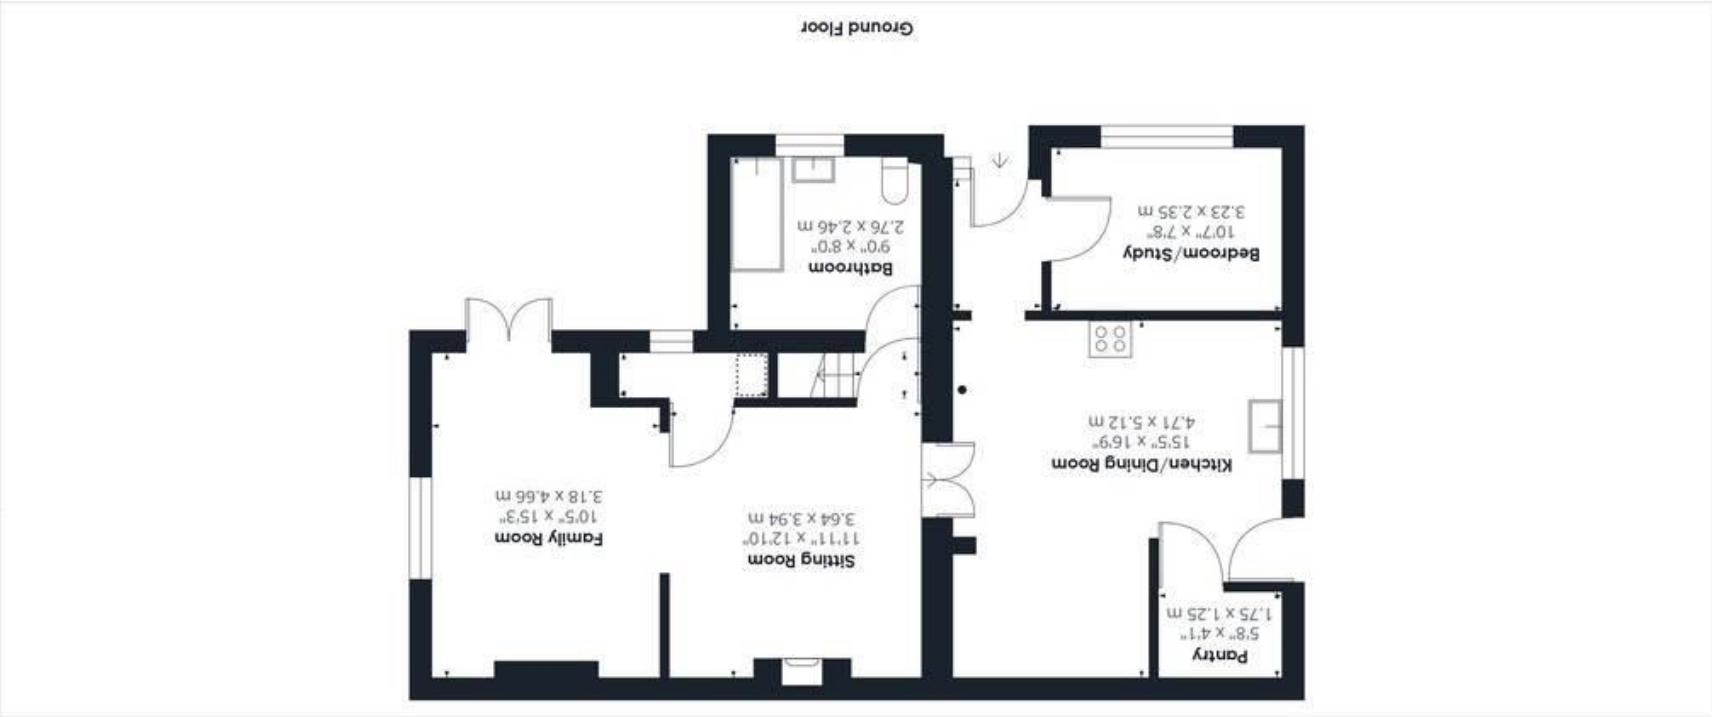 Pantry
5'8" x 4'1"
1.75 x 1.25 m
Sitting Room
11'11" x 12'10"
3.64 x 3.94 m
Family Room
10'5" x 15'3"
3.18 x 4.66 m
Kitchen/Dining Room
15'5" x 16'9"
4.71 x 5.12 m
Bathroom
9'0" x 8'0"
2.76 x 2.46 m
Bedroom/Study
10'7" x 7'8"
3.23 x 2.35 m
Ground Floor